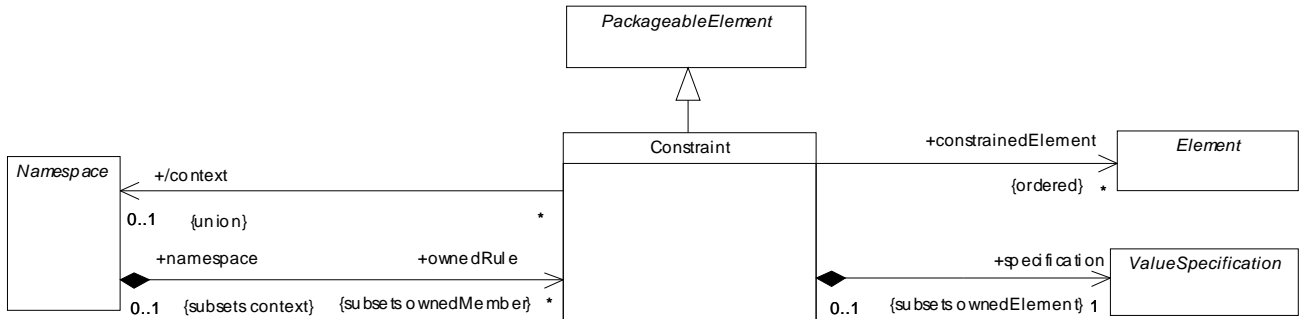 PackageableElement
Constraint
+constrainedElement
Element
Namespace
+/context
{ordered} *
0..1 {union} *
+namespace +ownedRule
+specification
ValueSpecification
0..1 {subsets context} {subsets ownedMember} *
0..1 {subsets ownedElement} 1